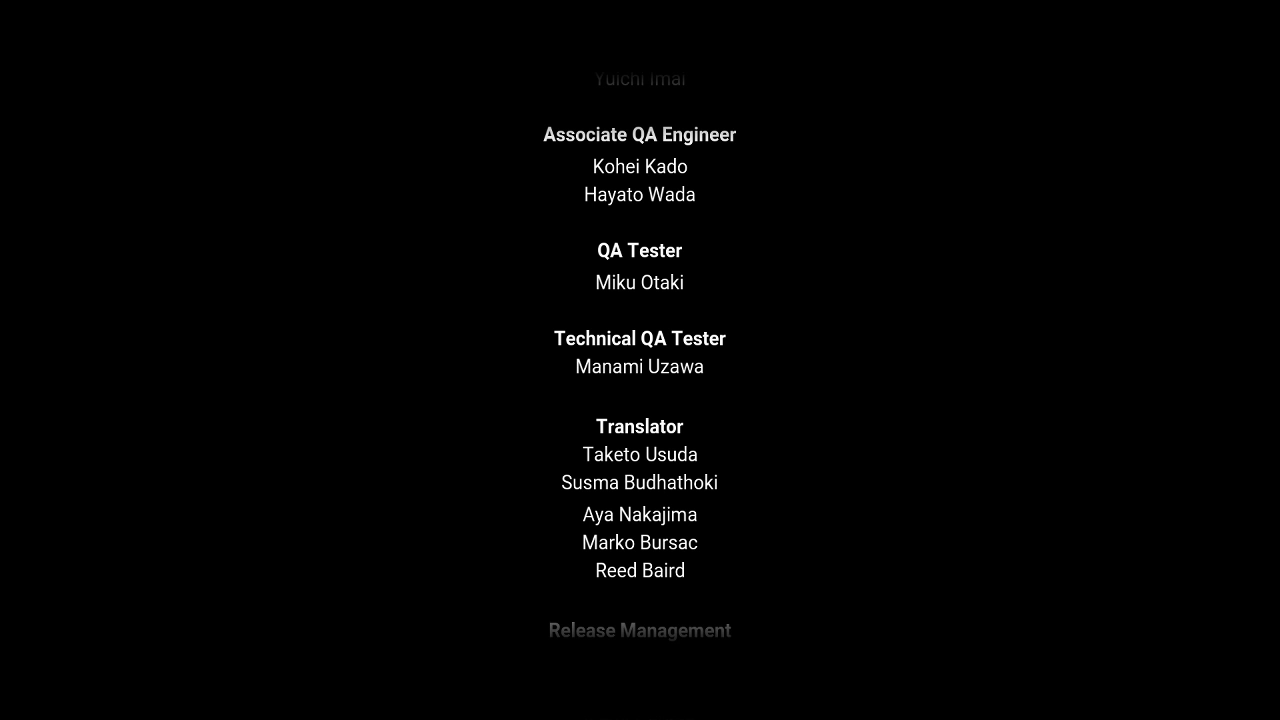 Yuichi Imai
Associate QA Engineer
Kohei Kado
Hayato Wada
QA Tester
Miku Otaki
Technical QA Tester
Manami Uzawa
Translator
Taketo Usuda
Susma Budhathoki
Aya Nakajima
Marko Bursac
Reed Baird
Release Management